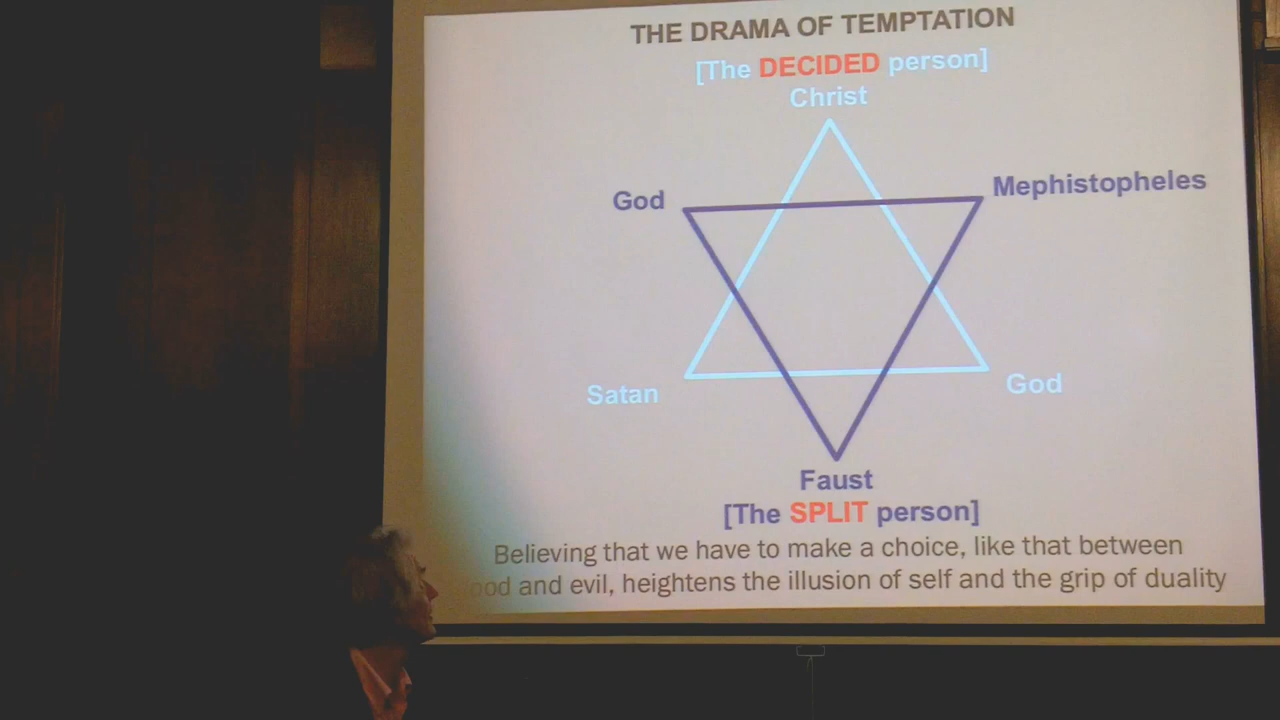 THE DRAMA OF TEMPTATION
[The DECIDED person]
Christ
God
Mephistopheles
Satan
God
Faust
[The SPLIT person]
Believing that we have to make a choice, like that between
and evil, heightens the illusion of self and the grip of duality